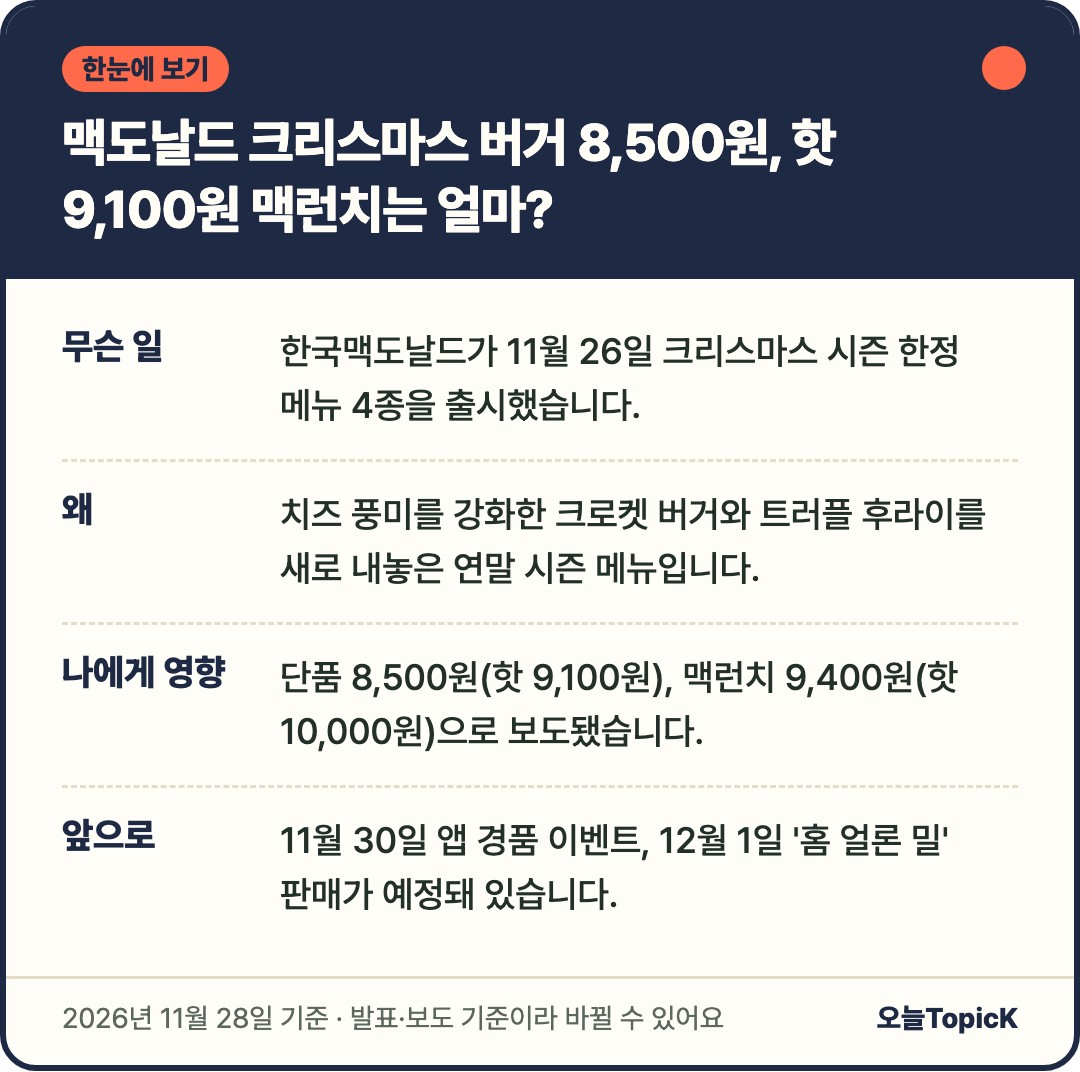 한눈에 보기
맥도날드 크리스마스 버거 8,500원, 핫
9,100원 맥런치는 얼마?
무슨 일
한국맥도날드가 11월 26일 크리스마스 시즌 한정
메뉴 4종을 출시했습니다.
왜
치즈 풍미를 강화한 크로켓 버거와 트러플 후라이를
새로 내놓은 연말 시즌 메뉴입니다.
나에게 영향
단품 8,500원(핫 9,100원), 맥런치 9,400원(핫
10,000원)으로 보도됐습니다.
앞으로
11월 30일 앱 경품 이벤트, 12월 1일 '홈 얼론 밀'
판매가 예정돼 있습니다.
2026년 11월 28일 기준 · 발표·보도 기준이라 바뀔 수 있어요
오늘TopicK